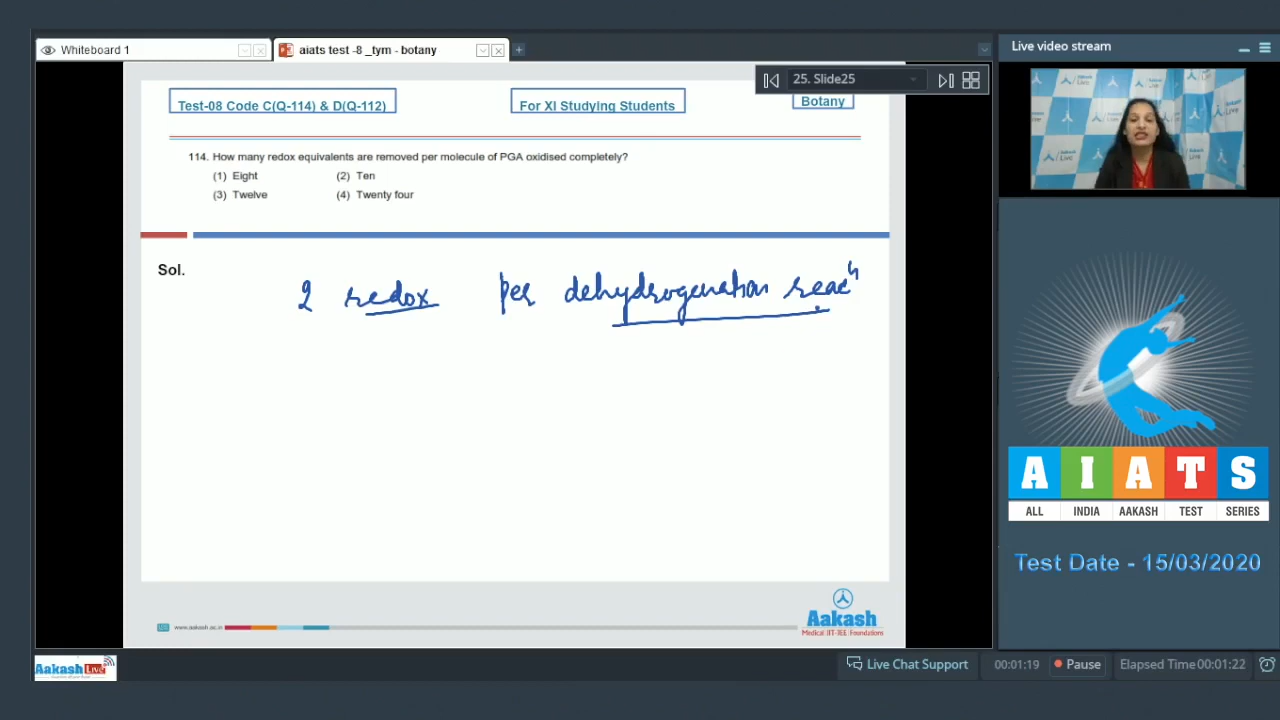 Whiteboard 1
aiats test -8 _tym - botany
Live video stream
25. Slide25
Test-08 Code C(Q-114) & D(Q-112)
For XI Studying Students
Botany
114. How many redox equivalents are removed per molecule of PGA oxidised completely?
(1) Eight (2) Ten
(3) Twelve (4) Twenty four
Sol.
2 redox per dehydrogenation reacⁿ
A I A T S
ALL INDIA AAKASH TEST SERIES
Test Date - 15/03/2020
www.aakash.ac.in
Aakash
Medical | IIT-JEE | Foundations
Aakash Live
Live Chat Support
00:01:19
Pause
Elapsed Time 00:01:22